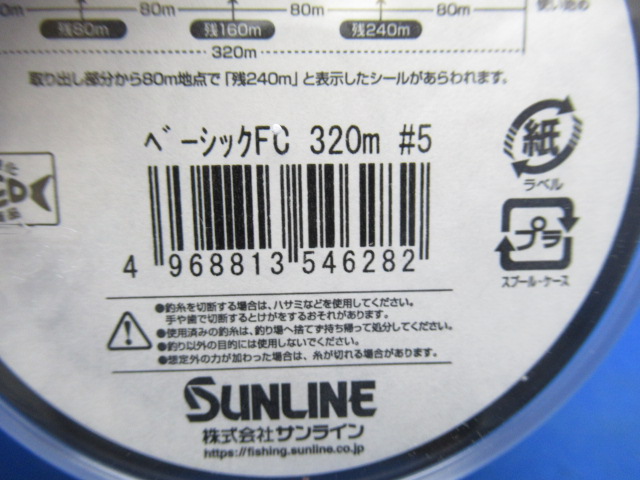 80m 80m 80m
残80m 残160m 残240m
320m
取り出し部分から80m地点で「残240m」と表示したシールがあらわれます。
ベーシックFC 320m #5
紙
ラベル
プラ
スプール・ケース
4 968813 546282
●釣糸を切断する場合は、ハサミなどを使用してください。
手や歯で切断するとけがをするおそれがあります。
●使用済みの釣糸は、釣り場へ捨てず持ち帰って処分してください。
●釣り以外の目的には使用しないでください。
●想定外の力が加わった場合は、糸が切れる場合があります。
SUNLINE
株式会社サンライン
https://fishing.sunline.co.jp